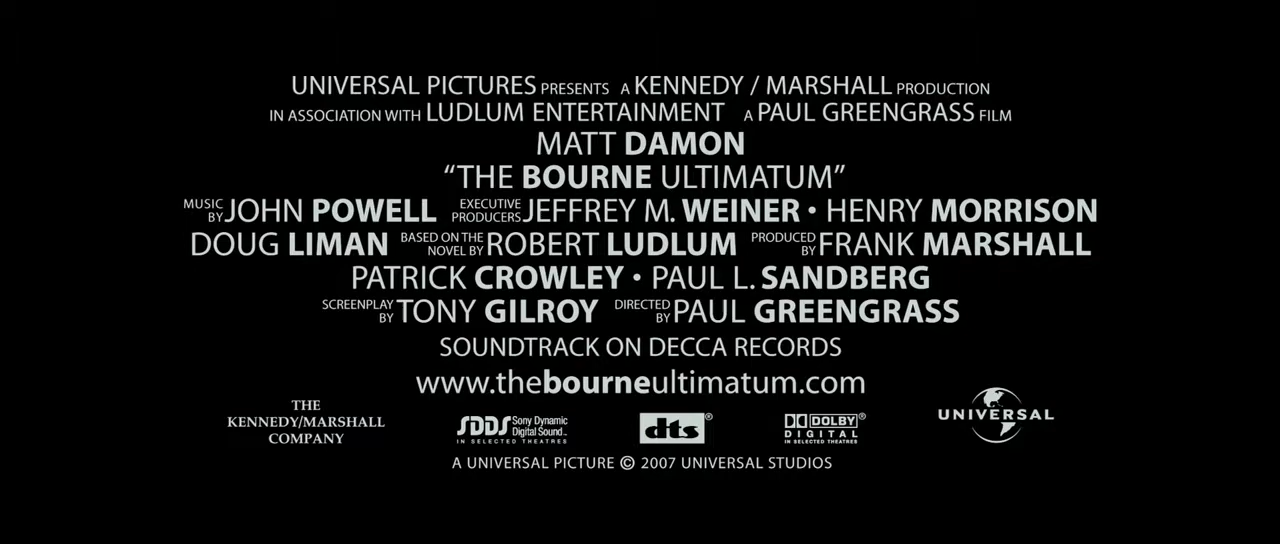 UNIVERSAL PICTURES PRESENTS A KENNEDY / MARSHALL PRODUCTION
IN ASSOCIATION WITH LUDLUM ENTERTAINMENT A PAUL GREENGRASS FILM
MATT DAMON
“THE BOURNE ULTIMATUM”
MUSIC BY JOHN POWELL EXECUTIVE PRODUCERS JEFFREY M. WEINER • HENRY MORRISON
DOUG LIMAN BASED ON THE NOVEL BY ROBERT LUDLUM PRODUCED BY FRANK MARSHALL
PATRICK CROWLEY • PAUL L. SANDBERG
SCREENPLAY BY TONY GILROY DIRECTED BY PAUL GREENGRASS
SOUNDTRACK ON DECCA RECORDS
www.thebourneultimatum.com
THE
KENNEDY/MARSHALL
COMPANY
SDDS Sony Dynamic
Digital Sound™
IN SELECTED THEATRES
dts®
DOLBY®
DIGITAL
IN SELECTED THEATRES
UNIVERSAL
A UNIVERSAL PICTURE © 2007 UNIVERSAL STUDIOS